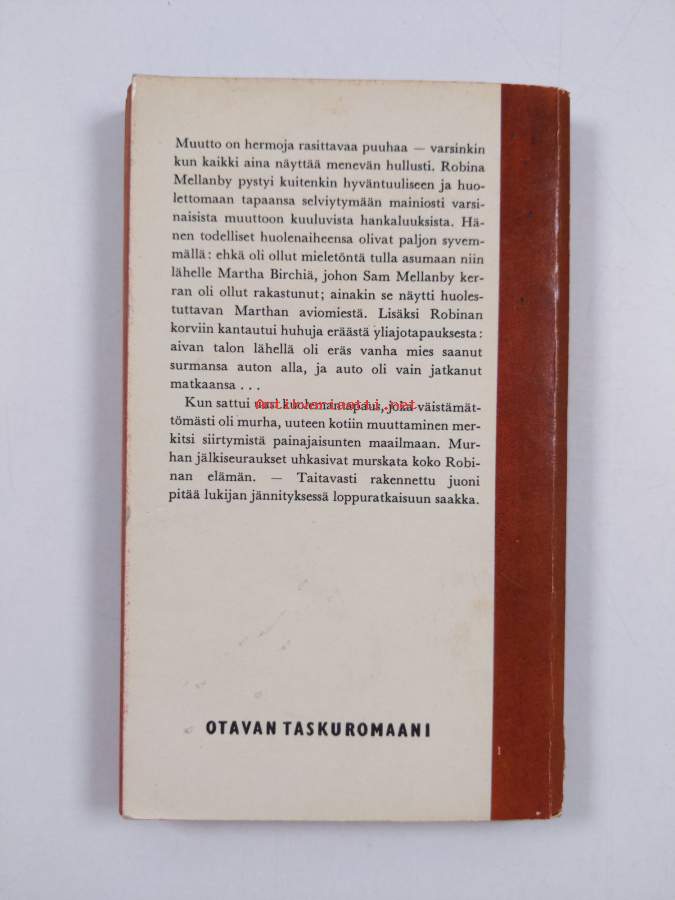 Muutto on hermoja rasittavaa puuhaa — varsinkin
kun kaikki aina näyttää menevän hullusti. Robina
Mellanby pystyi kuitenkin hyväntuuliseen ja huo-
lettomaan tapaansa selviytymään mainiosti varsi-
naisista muuttoon kuuluvista hankaluuksista. Hä-
nen todelliset huolenaiheensa olivat paljon syvem-
mällä: ehkä oli ollut mieletöntä tulla asumaan niin
lähelle Martha Birchiä, johon Sam Mellanby ker-
ran oli ollut rakastunut; ainakin se näytti huoles-
tuttavan Marthan aviomiestä. Lisäksi Robinan
korviin kantautui huhuja eräästä yliajotapauksesta:
aivan talon lähellä oli eräs vanha mies saanut
surmansa auton alla, ja auto oli vain jatkanut
matkaansa . . .
Kun sattui uusi kuolemantapaus, joka väistämät-
tömästi oli murha, uuteen kotiin muuttaminen mer-
kitsi siirtymistä painajaisunten maailmaan. Mur-
han jälkiseuraukset uhkasivat murskata koko Robi-
nan elämän. — Taitavasti rakennettu juoni
pitää lukijan jännityksessä loppuratkaisuun saakka.
OTAVAN TASKUROMAANI